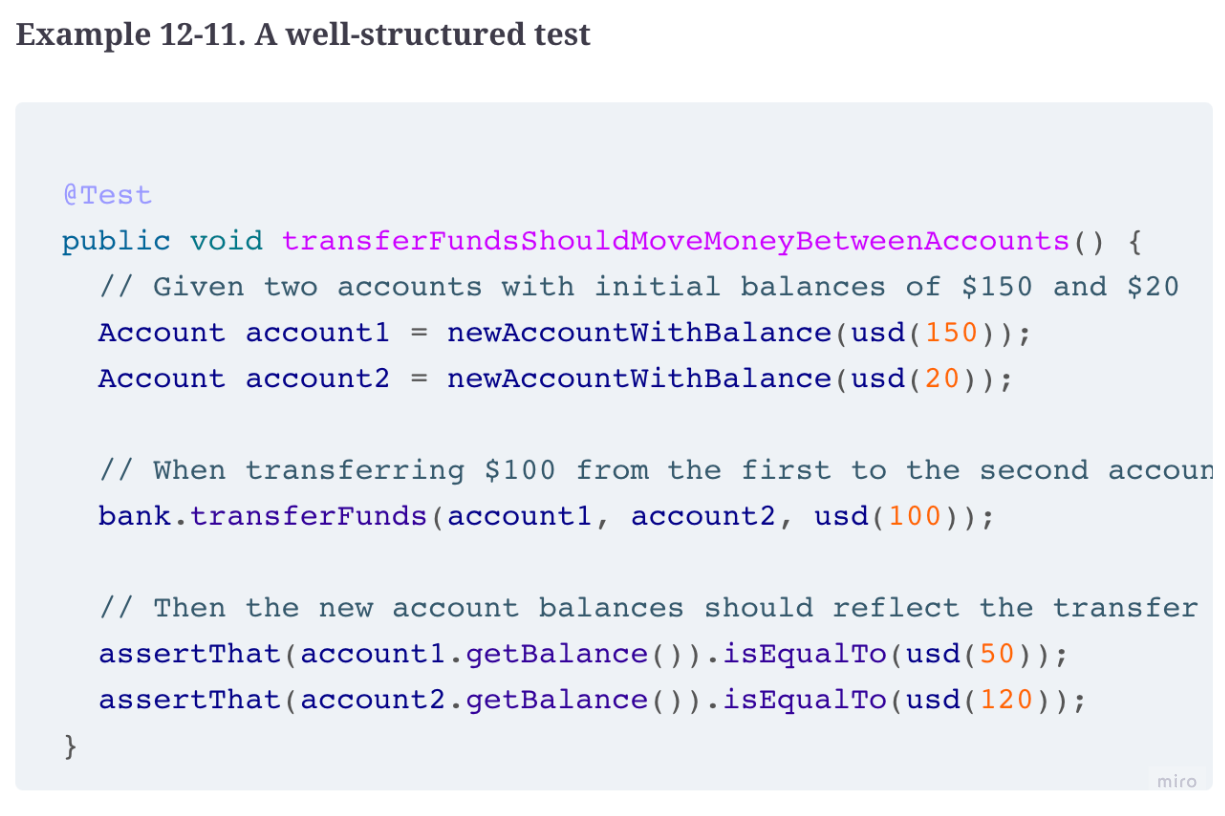 Example 12-11. A well-structured test
@Test
public void transferFundsShouldMoveMoneyBetweenAccounts() {
  // Given two accounts with initial balances of $150 and $20
  Account account1 = newAccountWithBalance(usd(150));
  Account account2 = newAccountWithBalance(usd(20));
  // When transferring $100 from the first to the second accoun
  bank.transferFunds(account1, account2, usd(100));
  // Then the new account balances should reflect the transfer
  assertThat(account1.getBalance()).isEqualTo(usd(50));
  assertThat(account2.getBalance()).isEqualTo(usd(120));
}
miro